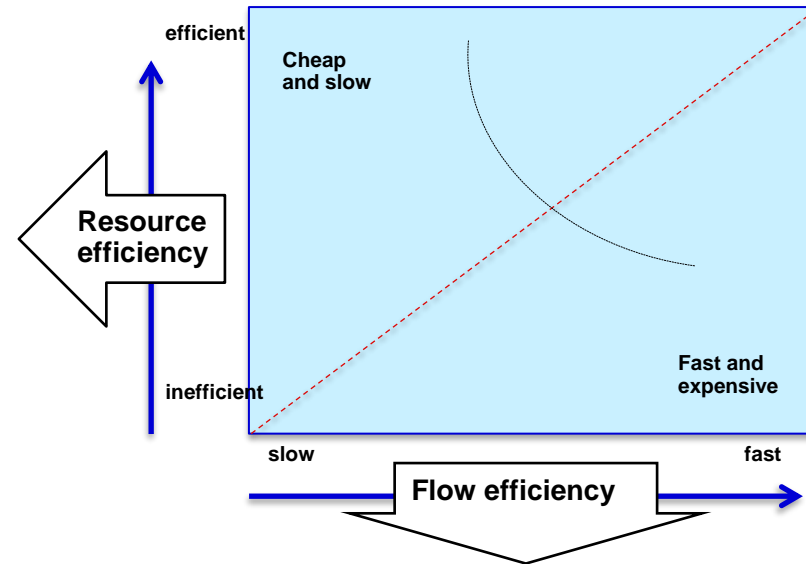 efficient
Cheap
and slow
Resource
efficiency
Fast and
expensive
inefficient
slow
fast
Flow efficiency